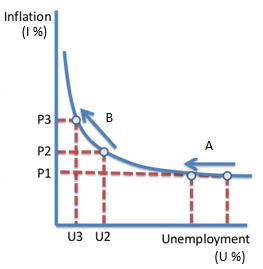 Inflation
(I %)
P3
B
A
P2
P1
U3 U2 Unemployment
(U %)